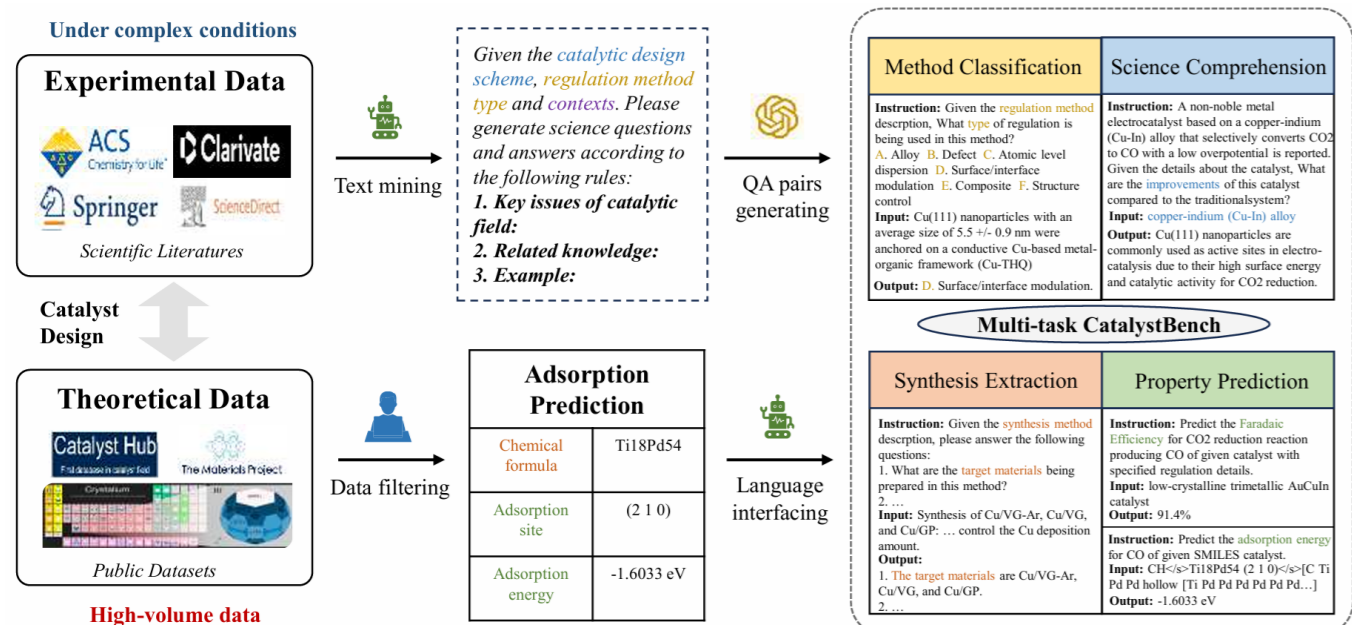 Under complex conditions
Experimental Data
ACS
Chemistry for Life
Clarivate
Springer
ScienceDirect
Scientific Literatures
Catalyst
Design
Theoretical Data
Catalyst Hub
First database in catalyst field
The Materials Project
Crystalium
Public Datasets
High-volume data
Text mining
Given the catalytic design
scheme, regulation method
type and contexts. Please
generate science questions
and answers according to
the following rules:
1. Key issues of catalytic
field:
2. Related knowledge:
3. Example:
QA pairs
generating
Data filtering
Adsorption
Prediction
Chemical
formula
Ti18Pd54
Adsorption
site
(2 1 0)
Adsorption
energy
-1.6033 eV
Language
interfacing
Method Classification
Instruction: Given the regulation method
descrption, What type of regulation is
being used in this method?
A. Alloy B. Defect C. Atomic level
dispersion D. Surface/interface
modulation E. Composite F. Structure
control
Input: Cu(111) nanoparticles with an
average size of 5.5 +/- 0.9 nm were
anchored on a conductive Cu-based metal-
organic framework (Cu-THQ)
Output: D. Surface/interface modulation.
Science Comprehension
Instruction: A non-noble metal
electrocatalyst based on a copper-indium
(Cu-In) alloy that selectively converts CO2
to CO with a low overpotential is reported.
Given the details about the catalyst, What
are the improvements of this catalyst
compared to the traditionalsystem?
Input: copper-indium (Cu-In) alloy
Output: Cu(111) nanoparticles are
commonly used as active sites in electro-
catalysis due to their high surface energy
and catalytic activity for CO2 reduction.
Multi-task CatalystBench
Synthesis Extraction
Instruction: Given the synthesis method
descrption, please answer the following
questions:
1. What are the target materials being
prepared in this method?
2. …
Input: Synthesis of Cu/VG-Ar, Cu/VG,
and Cu/GP: … control the Cu deposition
amount.
Output:
1. The target materials are Cu/VG-Ar,
Cu/VG, and Cu/GP.
2. …
Property Prediction
Instruction: Predict the Faradaic
Efficiency for CO2 reduction reaction
producing CO of given catalyst with
specified regulation details.
Input: low-crystalline trimetallic AuCuIn
catalyst
Output: 91.4%
Instruction: Predict the adsorption energy
for CO of given SMILES catalyst.
Input: CH</s>Ti18Pd54 (2 1 0)</s>[C Ti
Pd Pd hollow [Ti Pd Pd Pd Pd Pd Pd…]
Output: -1.6033 eV